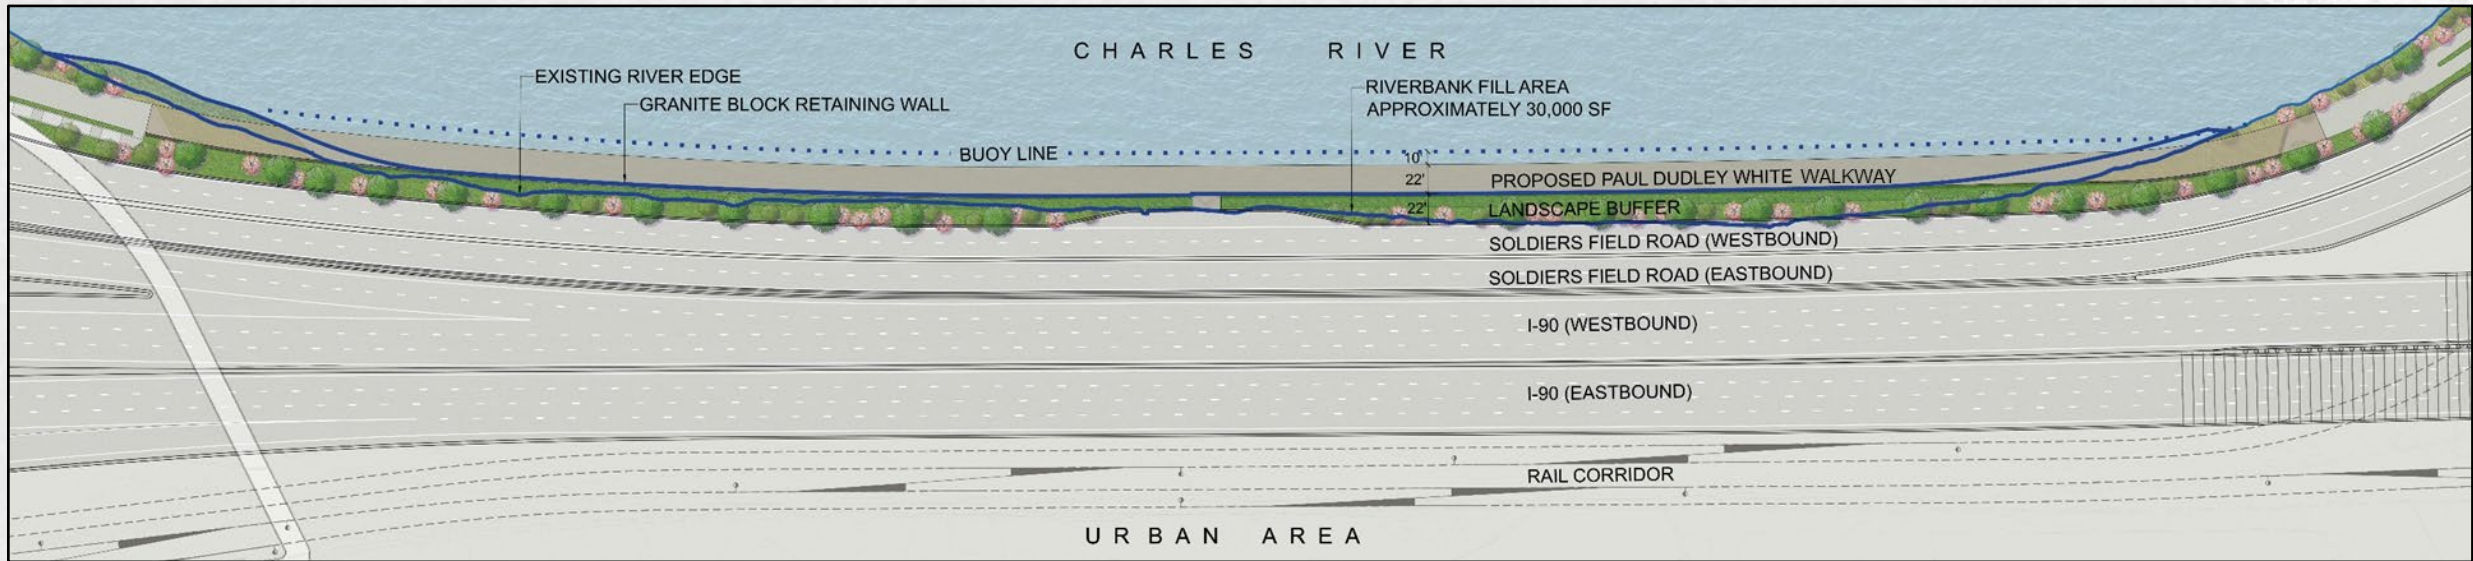 CHARLES RIVER
EXISTING RIVER EDGE
GRANITE BLOCK RETAINING WALL
RIVERBANK FILL AREA
APPROXIMATELY 30,000 SF
BUOY LINE
10'
22'
PROPOSED PAUL DUDLEY WHITE WALKWAY
22'
LANDSCAPE BUFFER
SOLDIERS FIELD ROAD (WESTBOUND)
SOLDIERS FIELD ROAD (EASTBOUND)
I-90 (WESTBOUND)
I-90 (EASTBOUND)
RAIL CORRIDOR
URBAN AREA